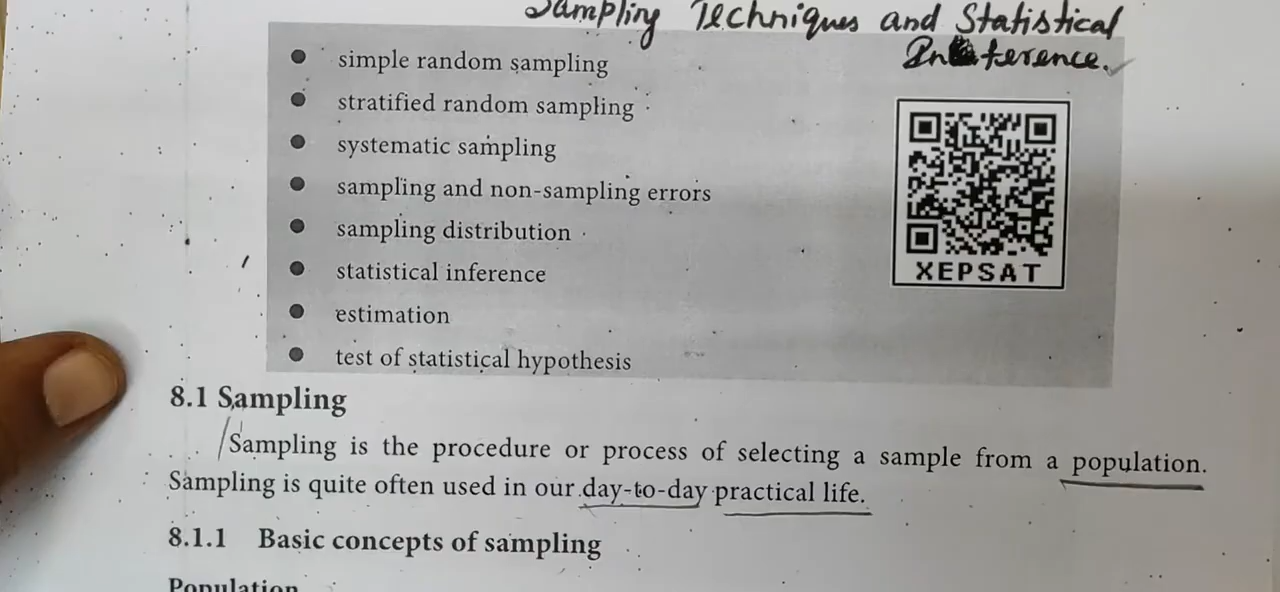 Sampling Techniques and Statistical
Inference.
simple random sampling
stratified random sampling
systematic sampling
sampling and non-sampling errors
sampling distribution
statistical inference
estimation
test of statistical hypothesis
XEPSAT
8.1 Sampling
Sampling is the procedure or process of selecting a sample from a population.
Sampling is quite often used in our day-to-day practical life.
8.1.1 Basic concepts of sampling
Population